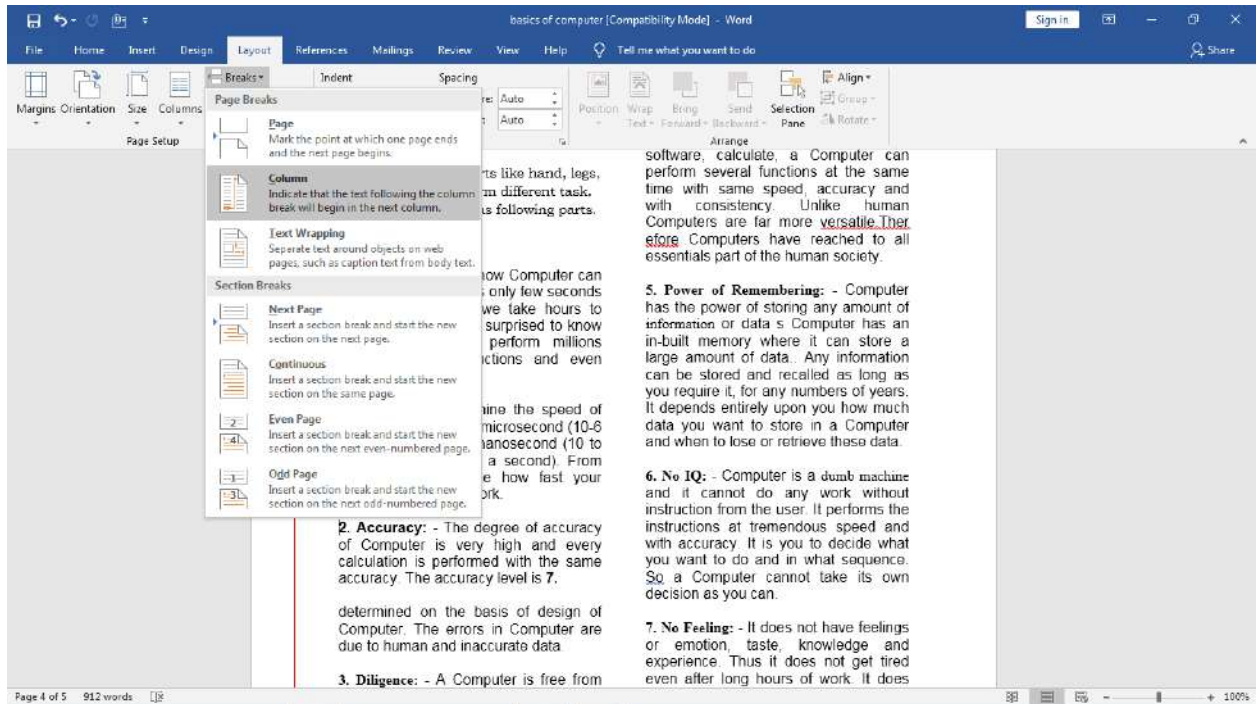 basics of computer [Compatibility Mode] - Word
Sign in
File Home Insert Design Layout References Mailings Review View Help Tell me what you want to do Share
Breaks
Indent
Spacing
Margins Orientation Size Columns
Page Setup
re: Auto
: Auto
Position
Wrap Text
Bring Forward
Send Backward
Selection Pane
Align
Group
Rotate
Arrange
Page Breaks
Page
Mark the point at which one page ends
and the next page begins.
Column
Indicate that the text following the column
break will begin in the next column.
Text Wrapping
Separate text around objects on web
pages, such as caption text from body text.
Section Breaks
Next Page
Insert a section break and start the new
section on the next page.
Continuous
Insert a section break and start the new
section on the same page.
Even Page
Insert a section break and start the new
section on the next even-numbered page.
Odd Page
Insert a section break and start the new
section on the next odd-numbered page.
ts like hand, legs,
m different task.
s following parts.
now Computer can
only few seconds
we take hours to
surprised to know
perform millions
ctions and even
ine the speed of
microsecond (10-6
nanosecond (10 to
a second). From
e how fast your
ork.
2. Accuracy: - The degree of accuracy
of Computer is very high and every
calculation is performed with the same
accuracy. The accuracy level is 7.
determined on the basis of design of
Computer. The errors in Computer are
due to human and inaccurate data
3. Diligence: - A Computer is free from
software, calculate, a Computer can
perform several functions at the same
time with same speed, accuracy and
with consistency. Unlike human
Computers are far more versatile.Ther
efore Computers have reached to all
essentials part of the human society.
5. Power of Remembering: - Computer
has the power of storing any amount of
information or data s Computer has an
in-built memory where it can store a
large amount of data.. Any information
can be stored and recalled as long as
you require it, for any numbers of years.
It depends entirely upon you how much
data you want to store in a Computer
and when to lose or retrieve these data.
6. No IQ: - Computer is a dumb machine
and it cannot do any work without
instruction from the user. It performs the
instructions at tremendous speed and
with accuracy. It is you to decide what
you want to do and in what sequence.
So a Computer cannot take its own
decision as you can.
7. No Feeling: - It does not have feelings
or emotion, taste, knowledge and
experience. Thus it does not get tired
even after long hours of work. It does
Page 4 of 5 912 words
100%